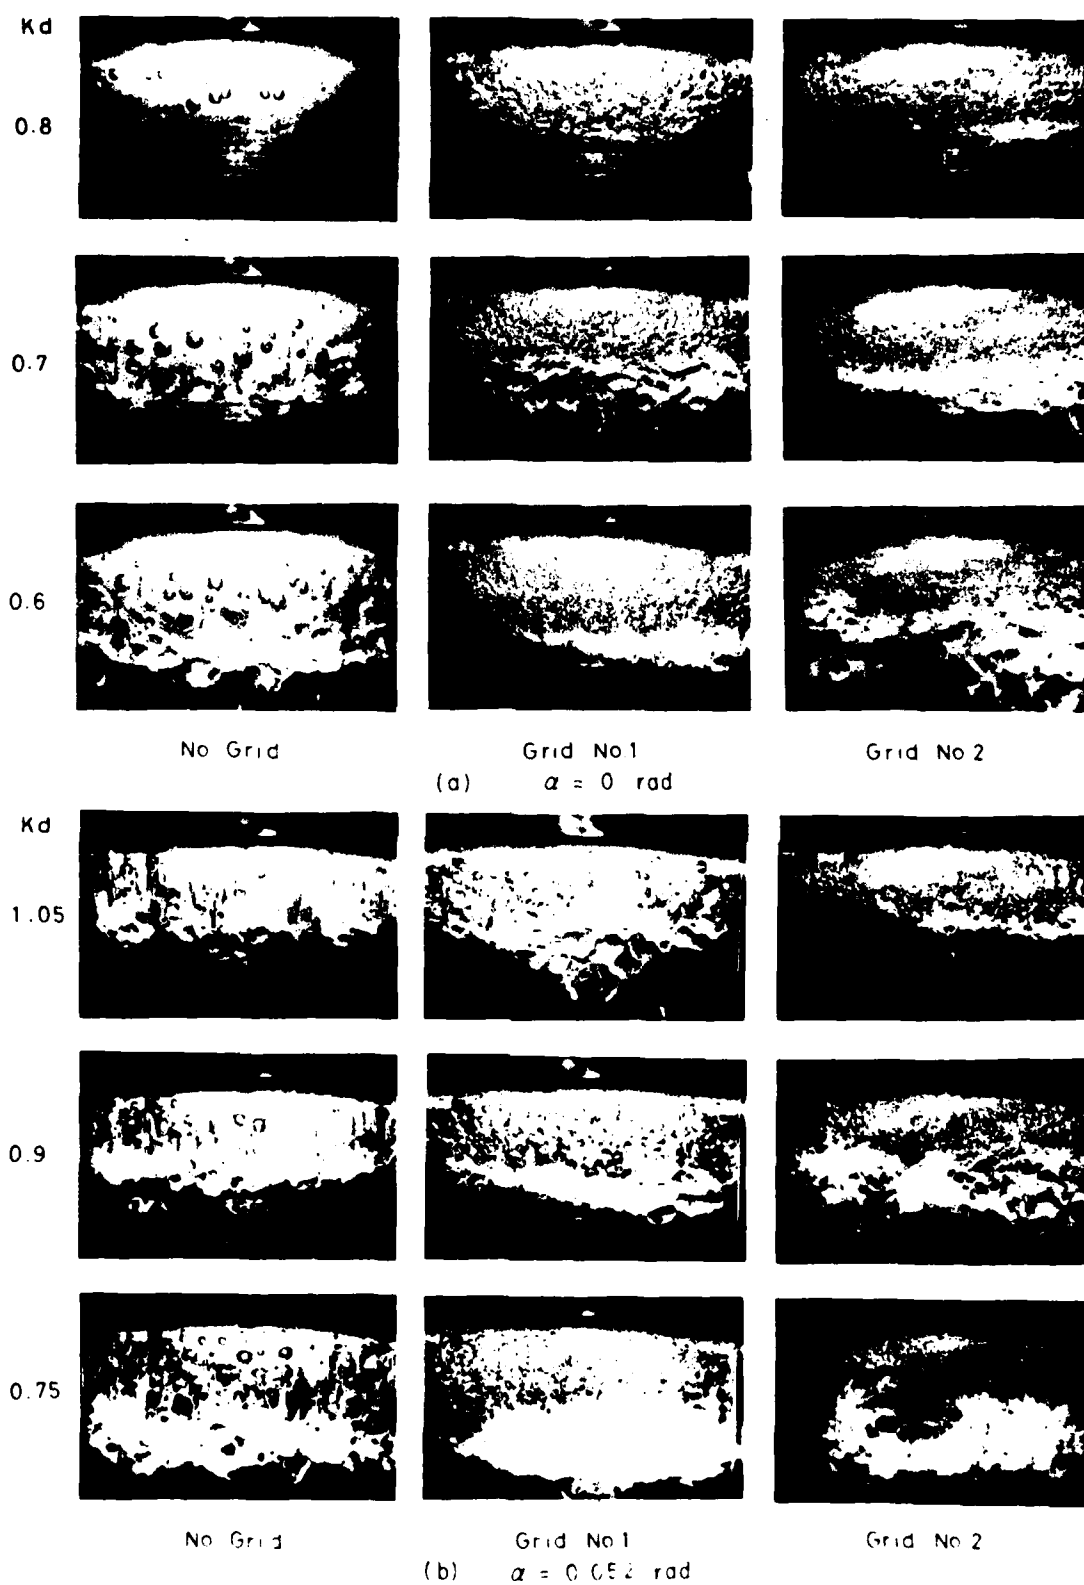 Kd
0.8
0.7
0.6
No Grid Grid No.1 Grid No.2
(a) α = 0 rad
Kd
1.05
0.9
0.75
No Grid Grid No.1 Grid No.2
(b) α = 0.052 rad